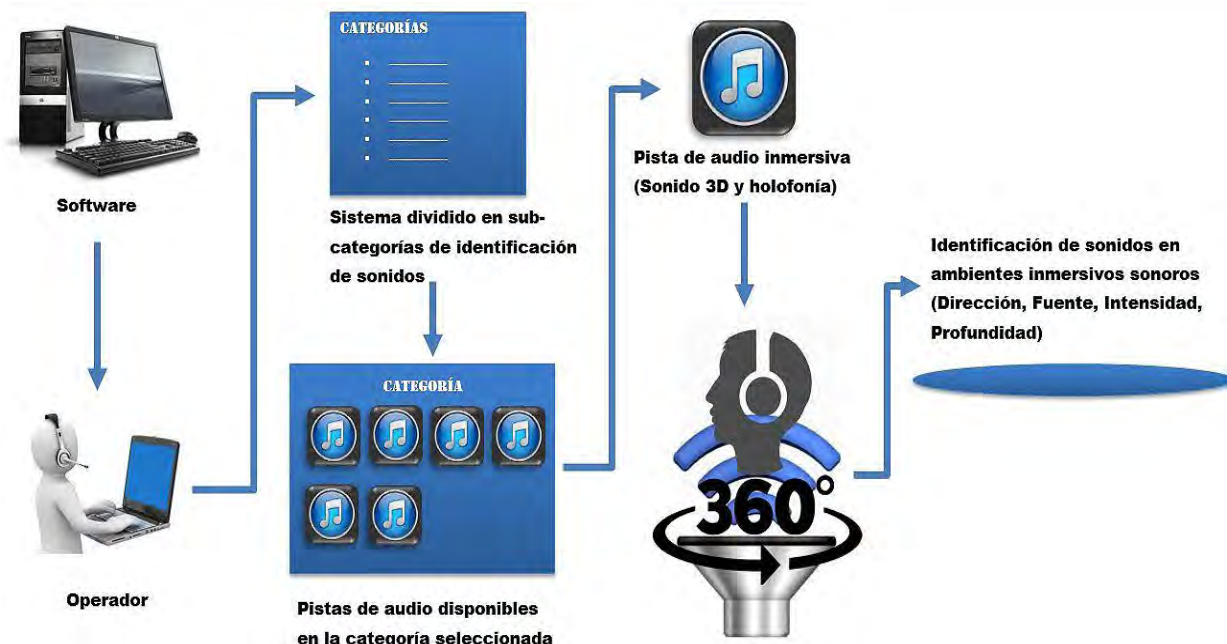 Software
Operador
CATEGORÍAS
Sistema dividido en sub-
categorías de identificación
de sonidos
CATEGORÍA
Pistas de audio disponibles
en la categoría seleccionada
Pista de audio inmersiva
(Sonido 3D y holofonía)
360°
Identificación de sonidos en
ambientes inmersivos sonoros
(Dirección, Fuente, Intensidad,
Profundidad)